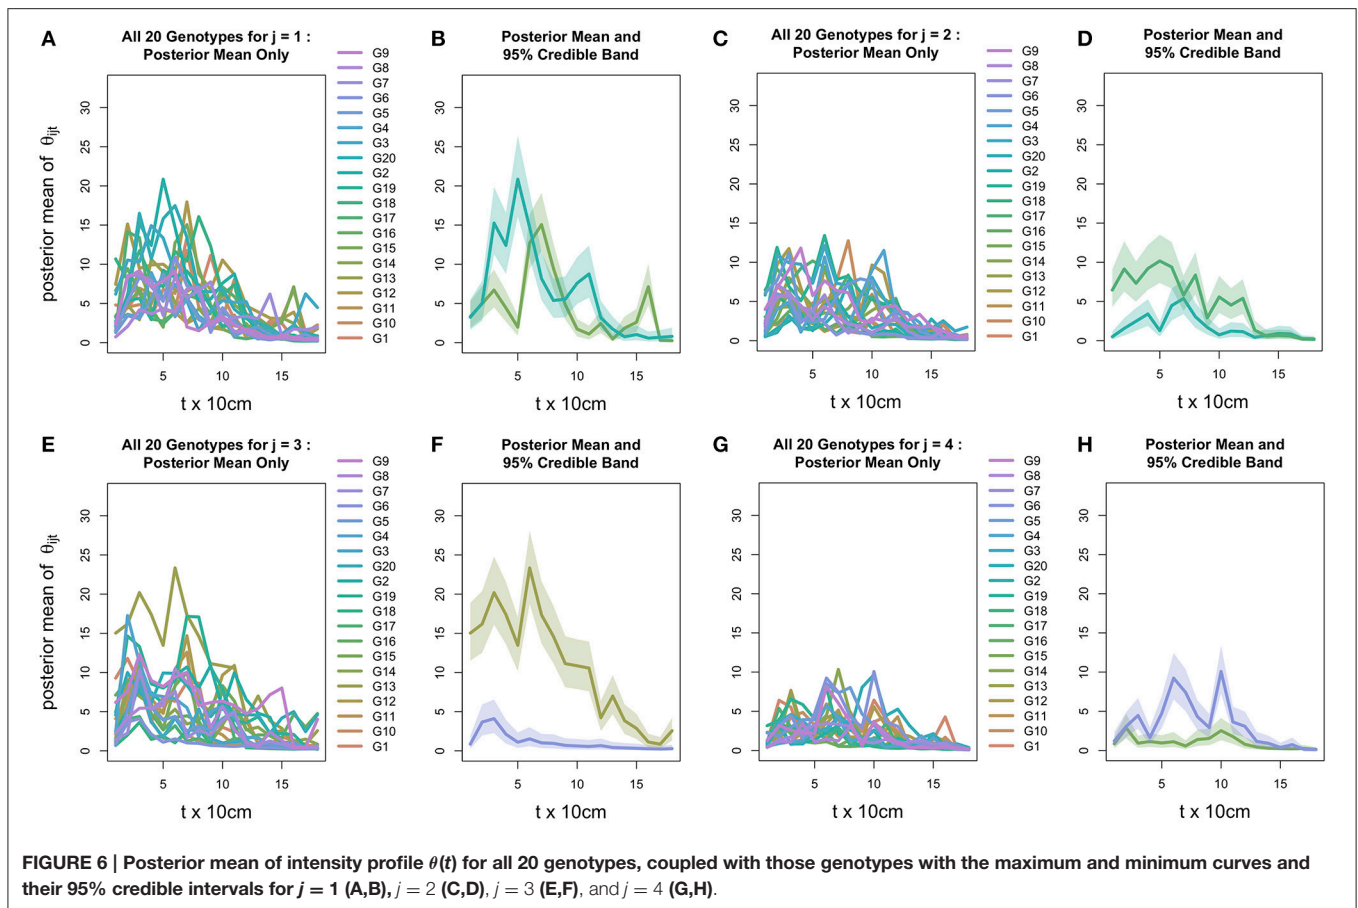 A
All 20 Genotypes for j = 1 :
Posterior Mean Only
posterior mean of θijt
30
25
20
15
10
5
0
5 10 15
t x 10cm
G9
G8
G7
G6
G5
G4
G3
G20
G2
G19
G18
G17
G16
G15
G14
G13
G12
G11
G10
G1
B
Posterior Mean and
95% Credible Band
30
25
20
15
10
5
0
5 10 15
t x 10cm
C
All 20 Genotypes for j = 2 :
Posterior Mean Only
30
25
20
15
10
5
0
5 10 15
t x 10cm
G9
G8
G7
G6
G5
G4
G3
G20
G2
G19
G18
G17
G16
G15
G14
G13
G12
G11
G10
G1
D
Posterior Mean and
95% Credible Band
30
25
20
15
10
5
0
5 10 15
t x 10cm
E
All 20 Genotypes for j = 3 :
Posterior Mean Only
posterior mean of θijt
30
25
20
15
10
5
0
5 10 15
t x 10cm
G9
G8
G7
G6
G5
G4
G3
G20
G2
G19
G18
G17
G16
G15
G14
G13
G12
G11
G10
G1
F
Posterior Mean and
95% Credible Band
30
25
20
15
10
5
0
5 10 15
t x 10cm
G
All 20 Genotypes for j = 4 :
Posterior Mean Only
30
25
20
15
10
5
0
5 10 15
t x 10cm
G9
G8
G7
G6
G5
G4
G3
G20
G2
G19
G18
G17
G16
G15
G14
G13
G12
G11
G10
G1
H
Posterior Mean and
95% Credible Band
30
25
20
15
10
5
0
5 10 15
t x 10cm
FIGURE 6 | Posterior mean of intensity profile θ(t) for all 20 genotypes, coupled with those genotypes with the maximum and minimum curves and
their 95% credible intervals for j = 1 (A,B), j = 2 (C,D), j = 3 (E,F), and j = 4 (G,H).